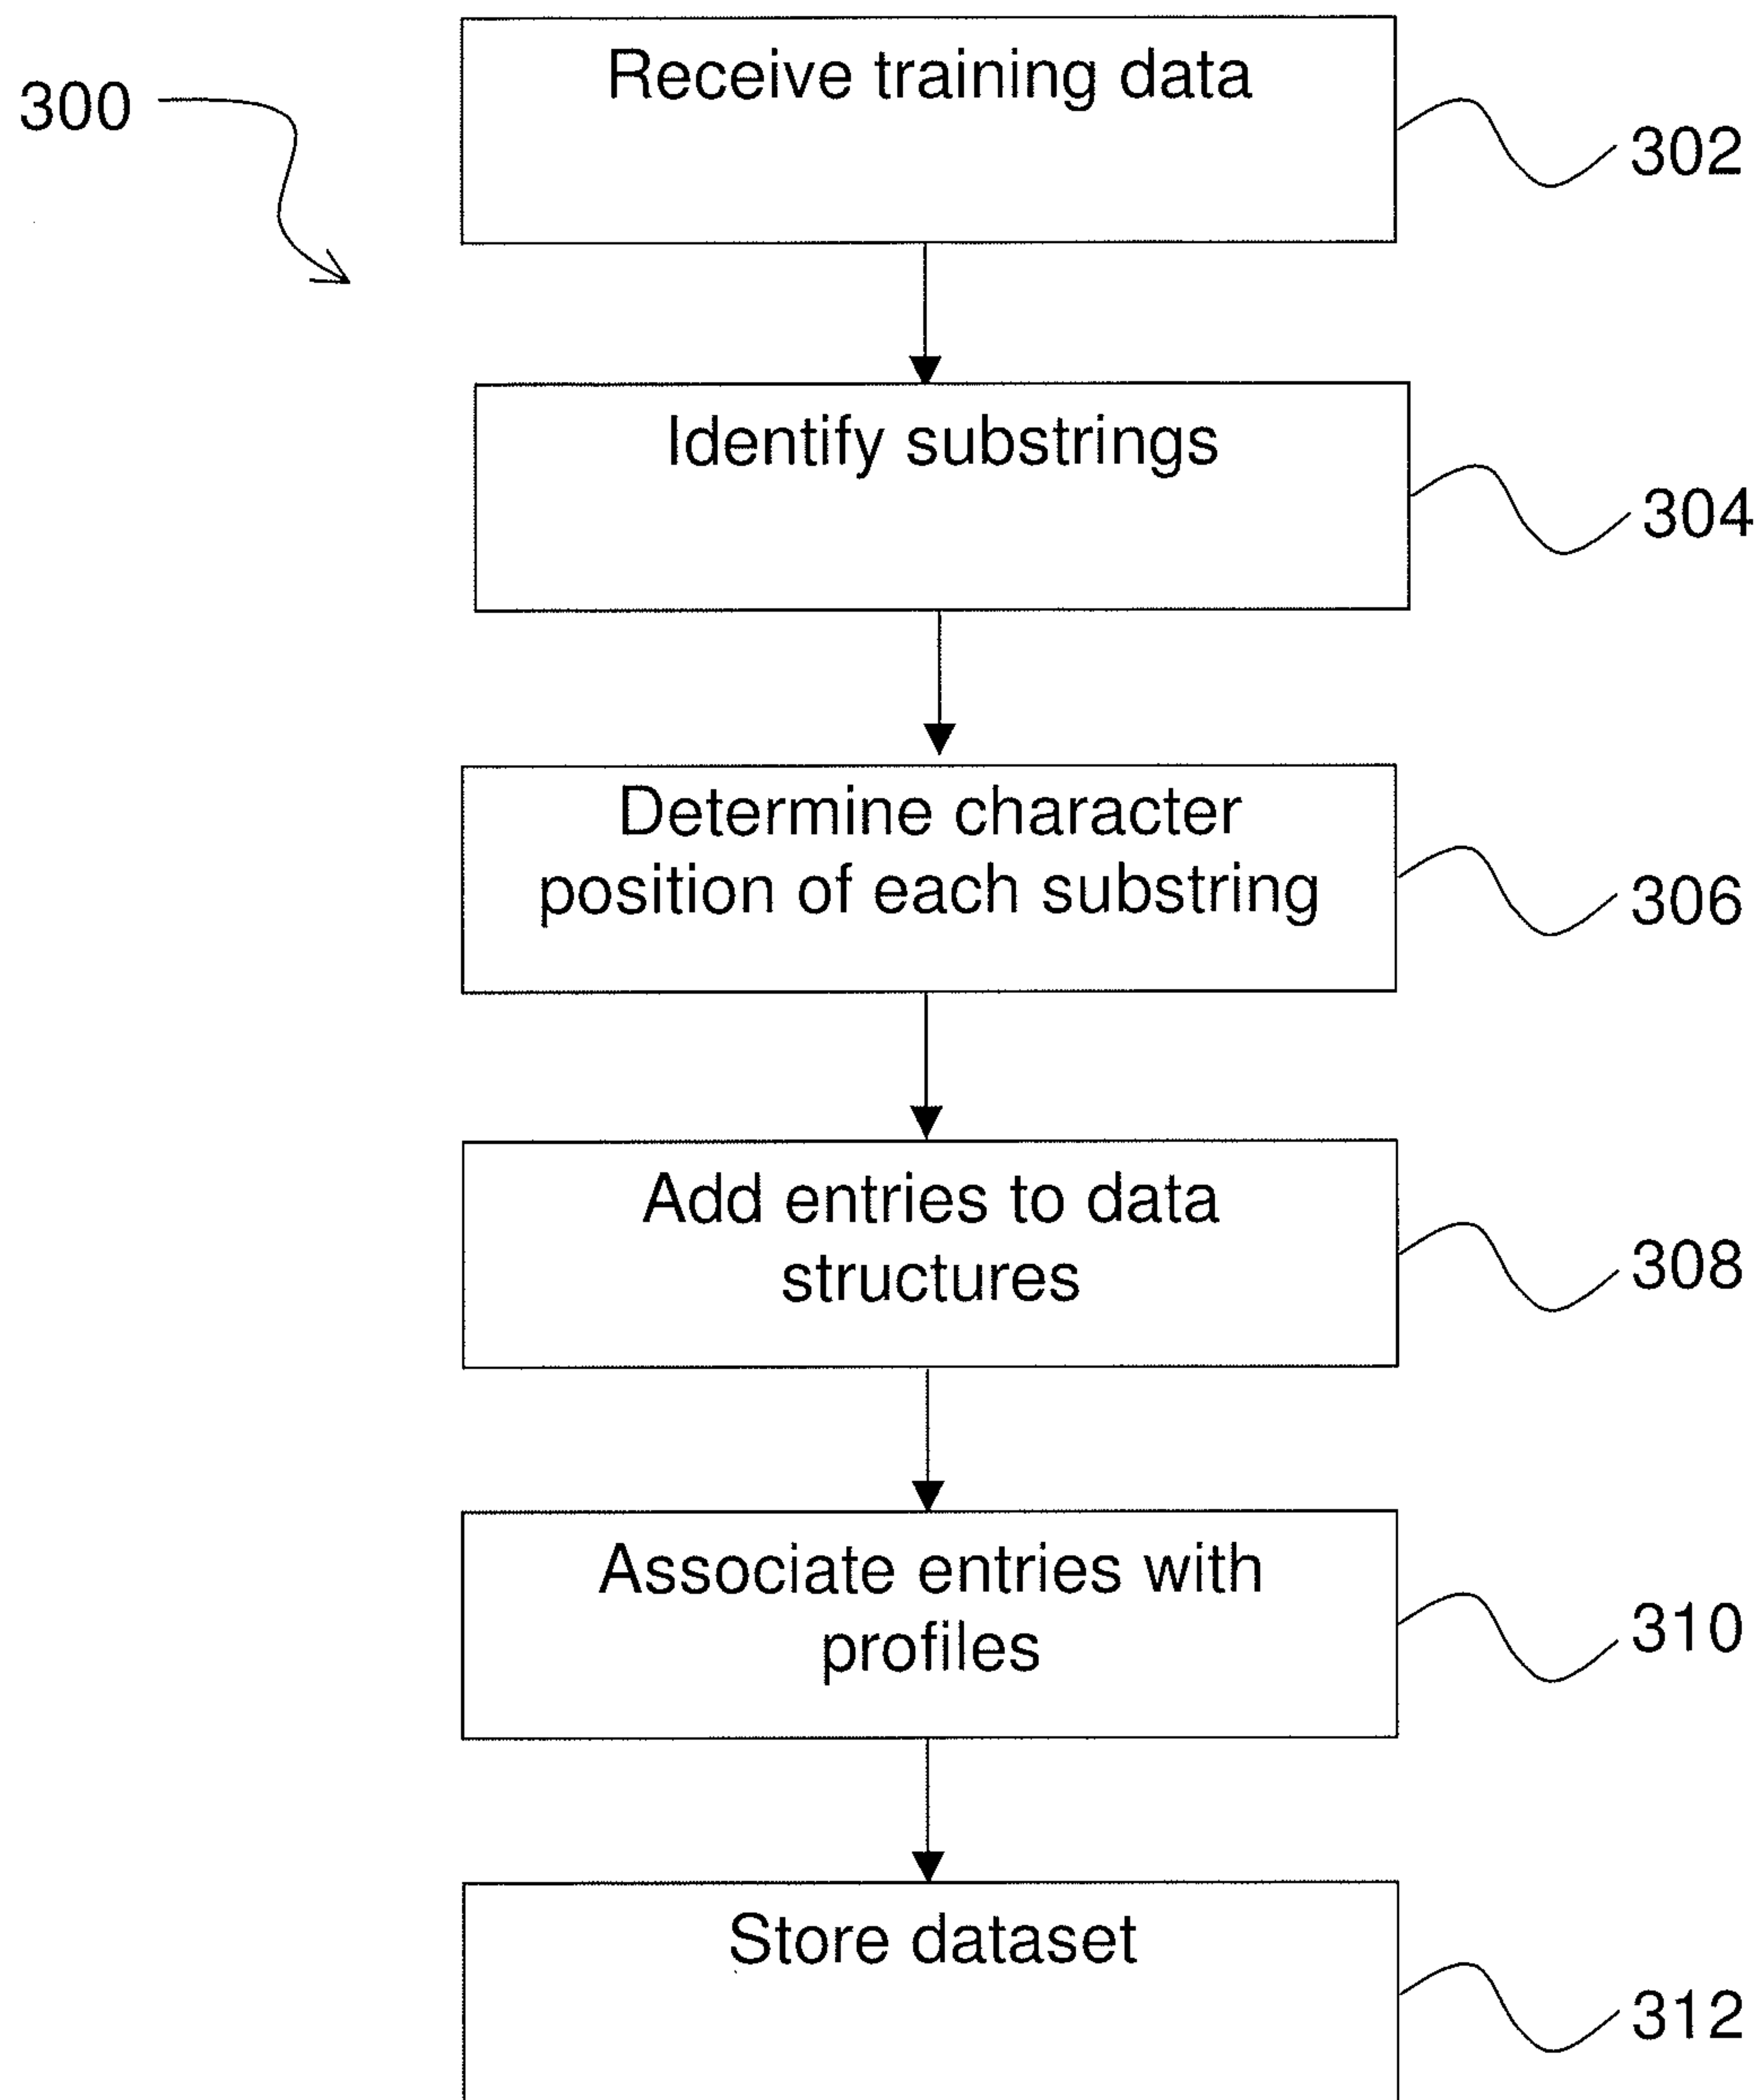 300
Receive training data
302
Identify substrings
304
Determine character
position of each substring
306
Add entries to data
structures
308
Associate entries with
profiles
310
Store dataset
312